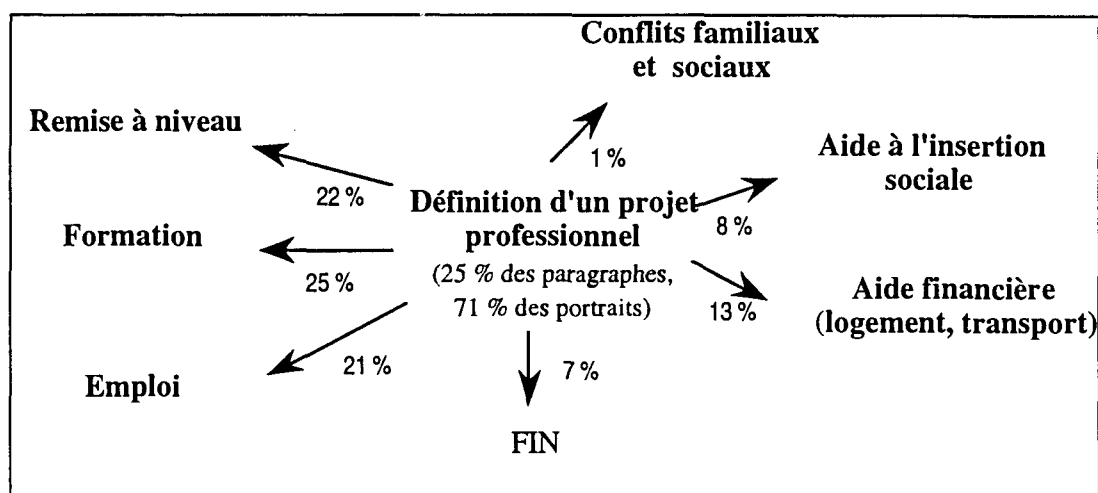 Conflits familiaux
et sociaux
Remise à niveau
1 %
Aide à l'insertion
sociale
22 %
Définition d'un projet
professionnel
(25 % des paragraphes,
71 % des portraits)
8 %
Formation
25 %
Aide financière
(logement, transport)
13 %
21 %
Emploi
7 %
FIN